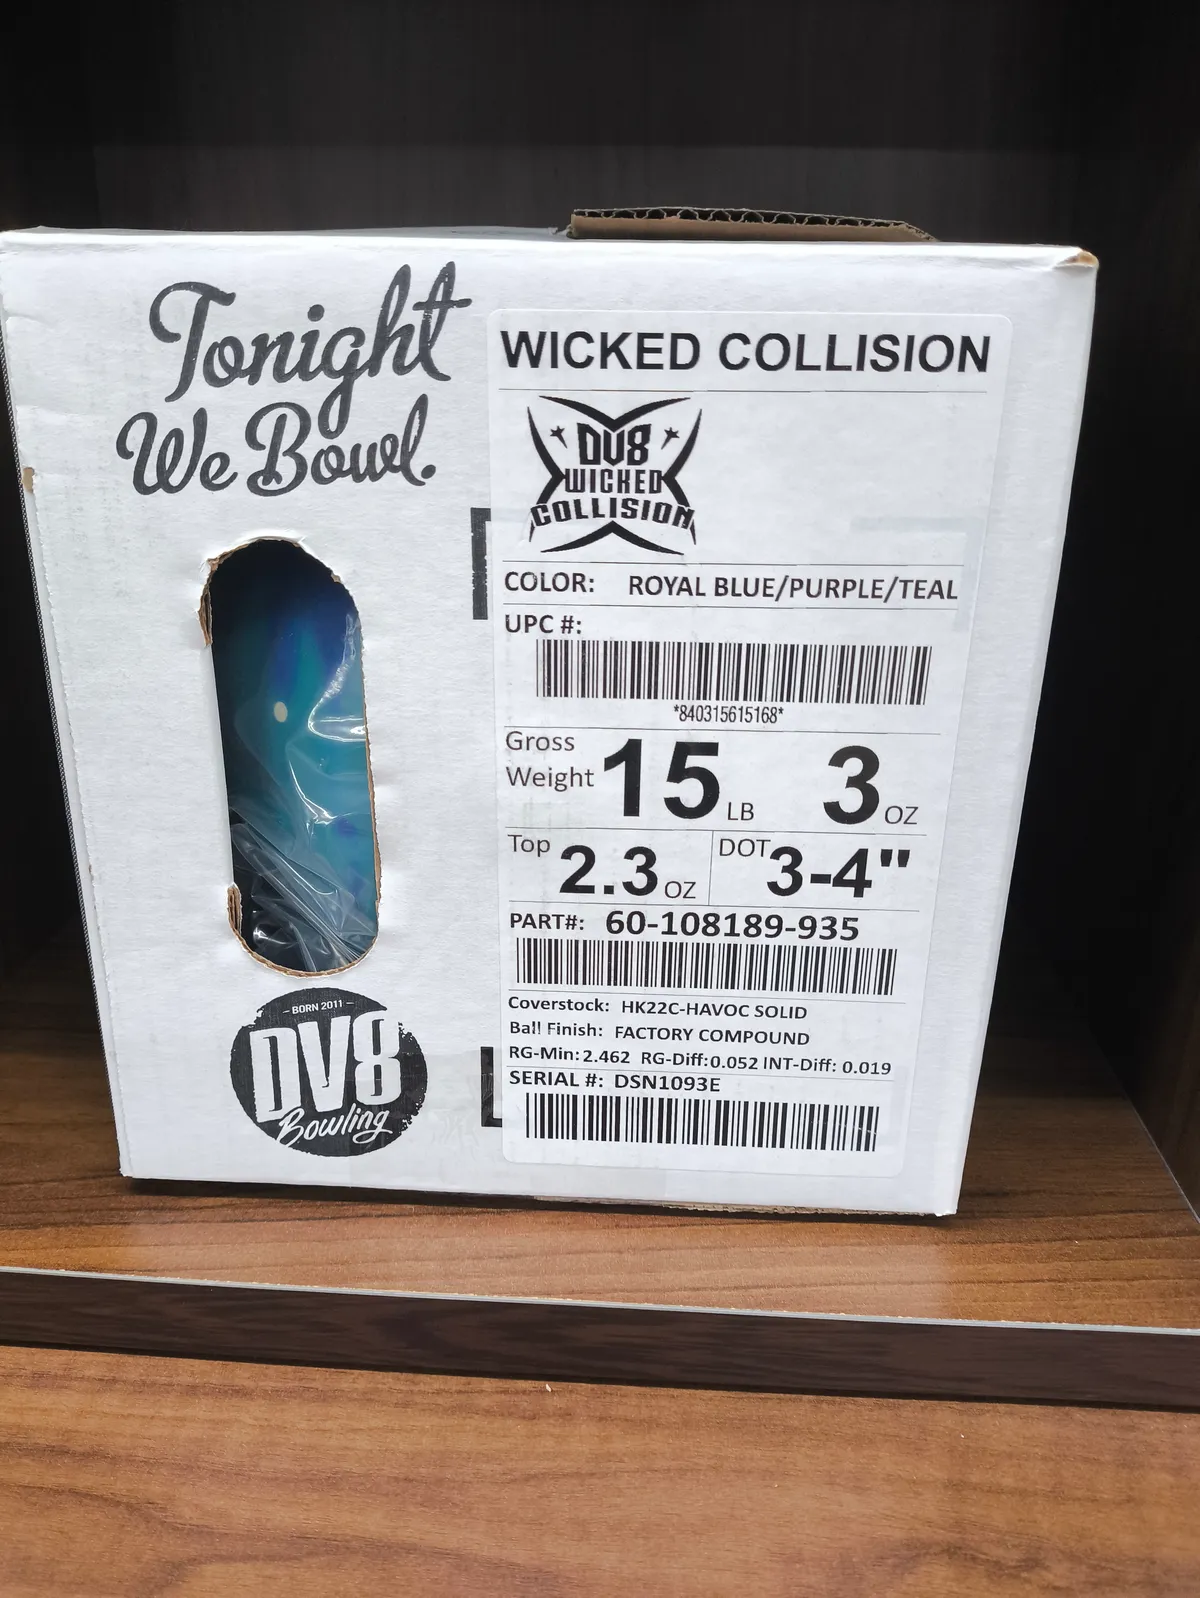 Tonight
We Bowl.
WICKED COLLISION
DV8
WICKED
COLLISION
COLOR: ROYAL BLUE/PURPLE/TEAL
UPC #:
*840315615168*
Gross Weight 15 LB 3 OZ
Top 2.3 OZ DOT 3-4"
PART#: 60-108189-935
Coverstock: HK22C-HAVOC SOLID
Ball Finish: FACTORY COMPOUND
RG-Min: 2.462 RG-Diff: 0.052 INT-Diff: 0.019
SERIAL #: DSN1093E
– BORN 2011 –
DV8
Bowling